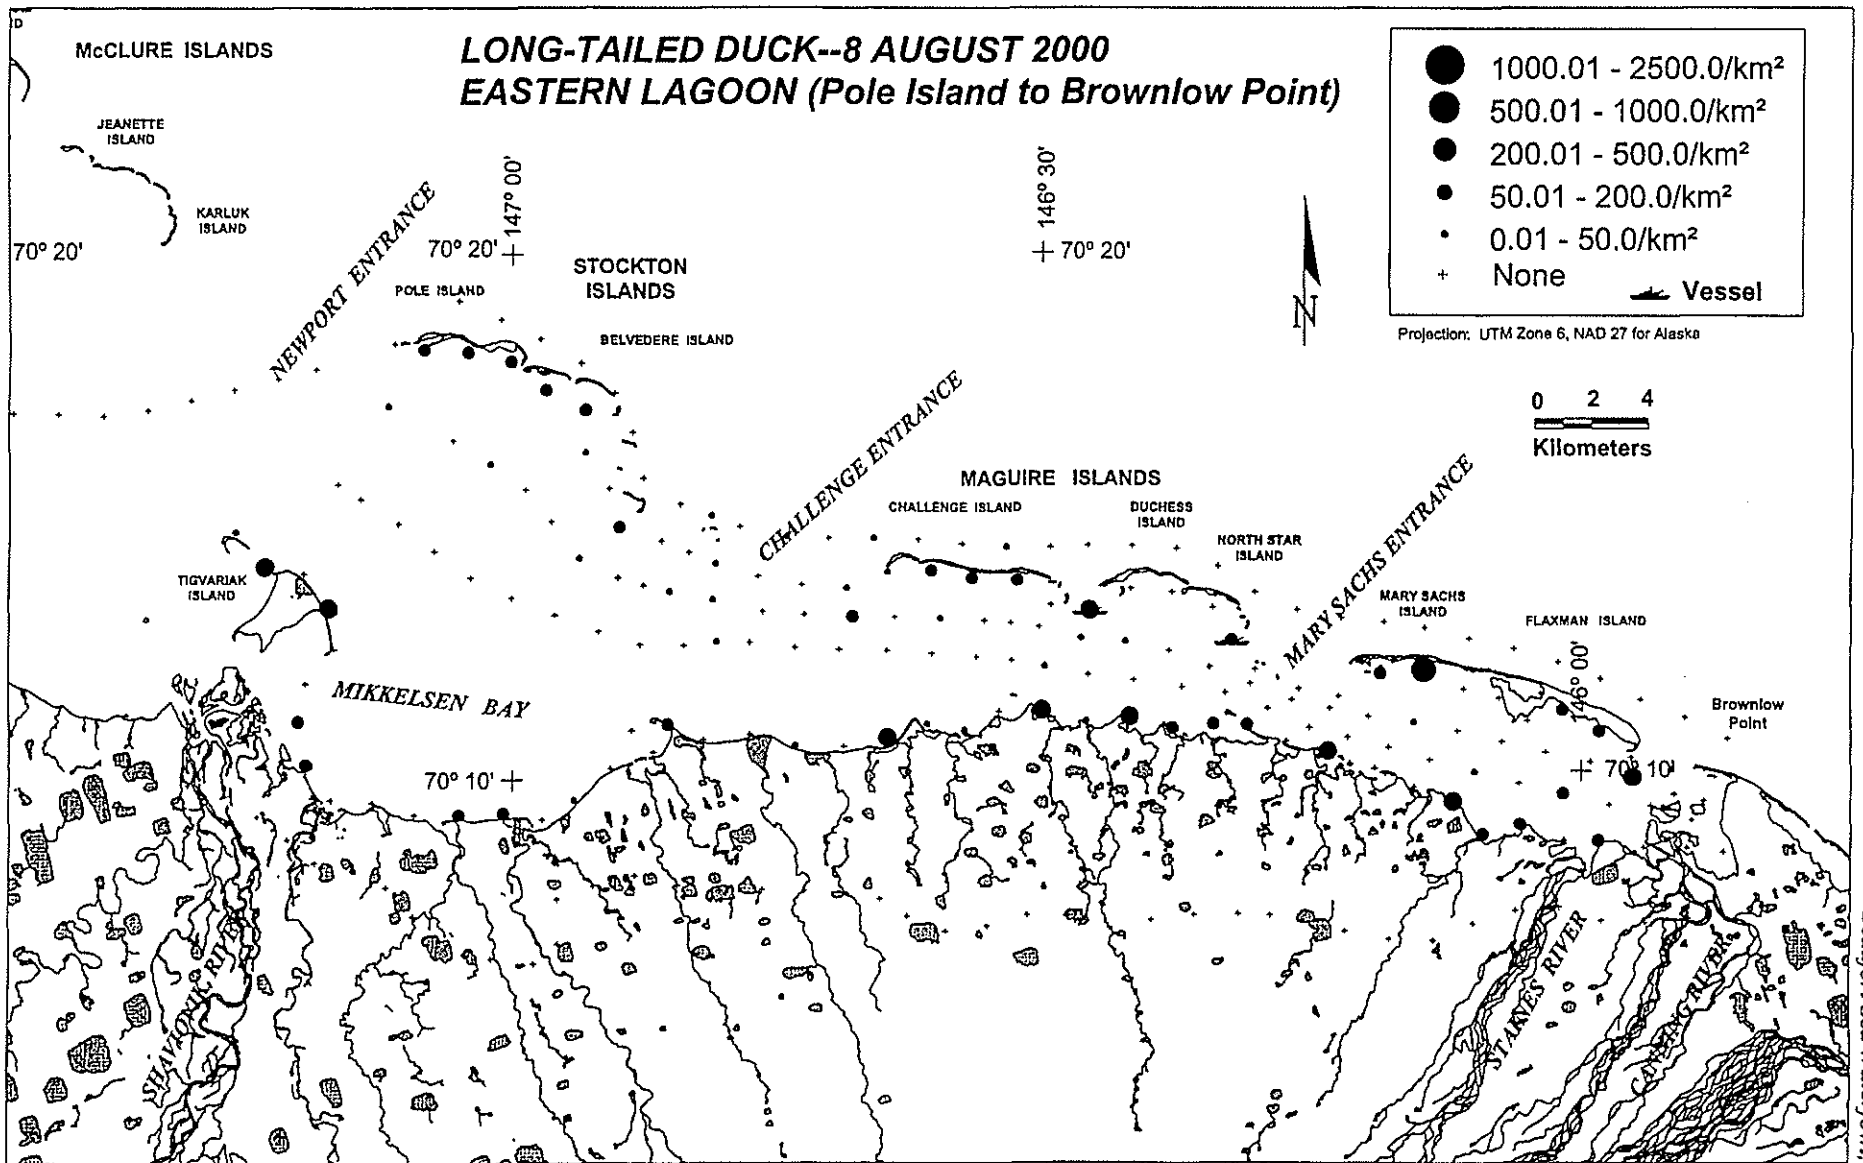 D
McCLURE ISLANDS
LONG-TAILED DUCK--8 AUGUST 2000
EASTERN LAGOON (Pole Island to Brownlow Point)
1000.01 - 2500.0/km²
500.01 - 1000.0/km²
200.01 - 500.0/km²
50.01 - 200.0/km²
0.01 - 50.0/km²
None
Vessel
Projection: UTM Zone 6, NAD 27 for Alaska
JEANETTE
ISLAND
KARLUK
ISLAND
70° 20'
NEWPORT ENTRANCE
70° 20'
147° 00'
146° 30'
70° 20'
N
STOCKTON
ISLANDS
POLE ISLAND
BELVEDERE ISLAND
0 2 4
Kilometers
CHALLENGE ENTRANCE
MAGUIRE ISLANDS
CHALLENGE ISLAND
DUCHESS
ISLAND
NORTH STAR
ISLAND
MARY SACHS ENTRANCE
MARY SACHS
ISLAND
FLAXMAN ISLAND
146° 00'
TIGVARIAK
ISLAND
MIKKELSEN BAY
Brownlow
Point
70° 10'
70° 10'
SHAVIOVIK RIVER
STAINES RIVER
CANNING RIVER